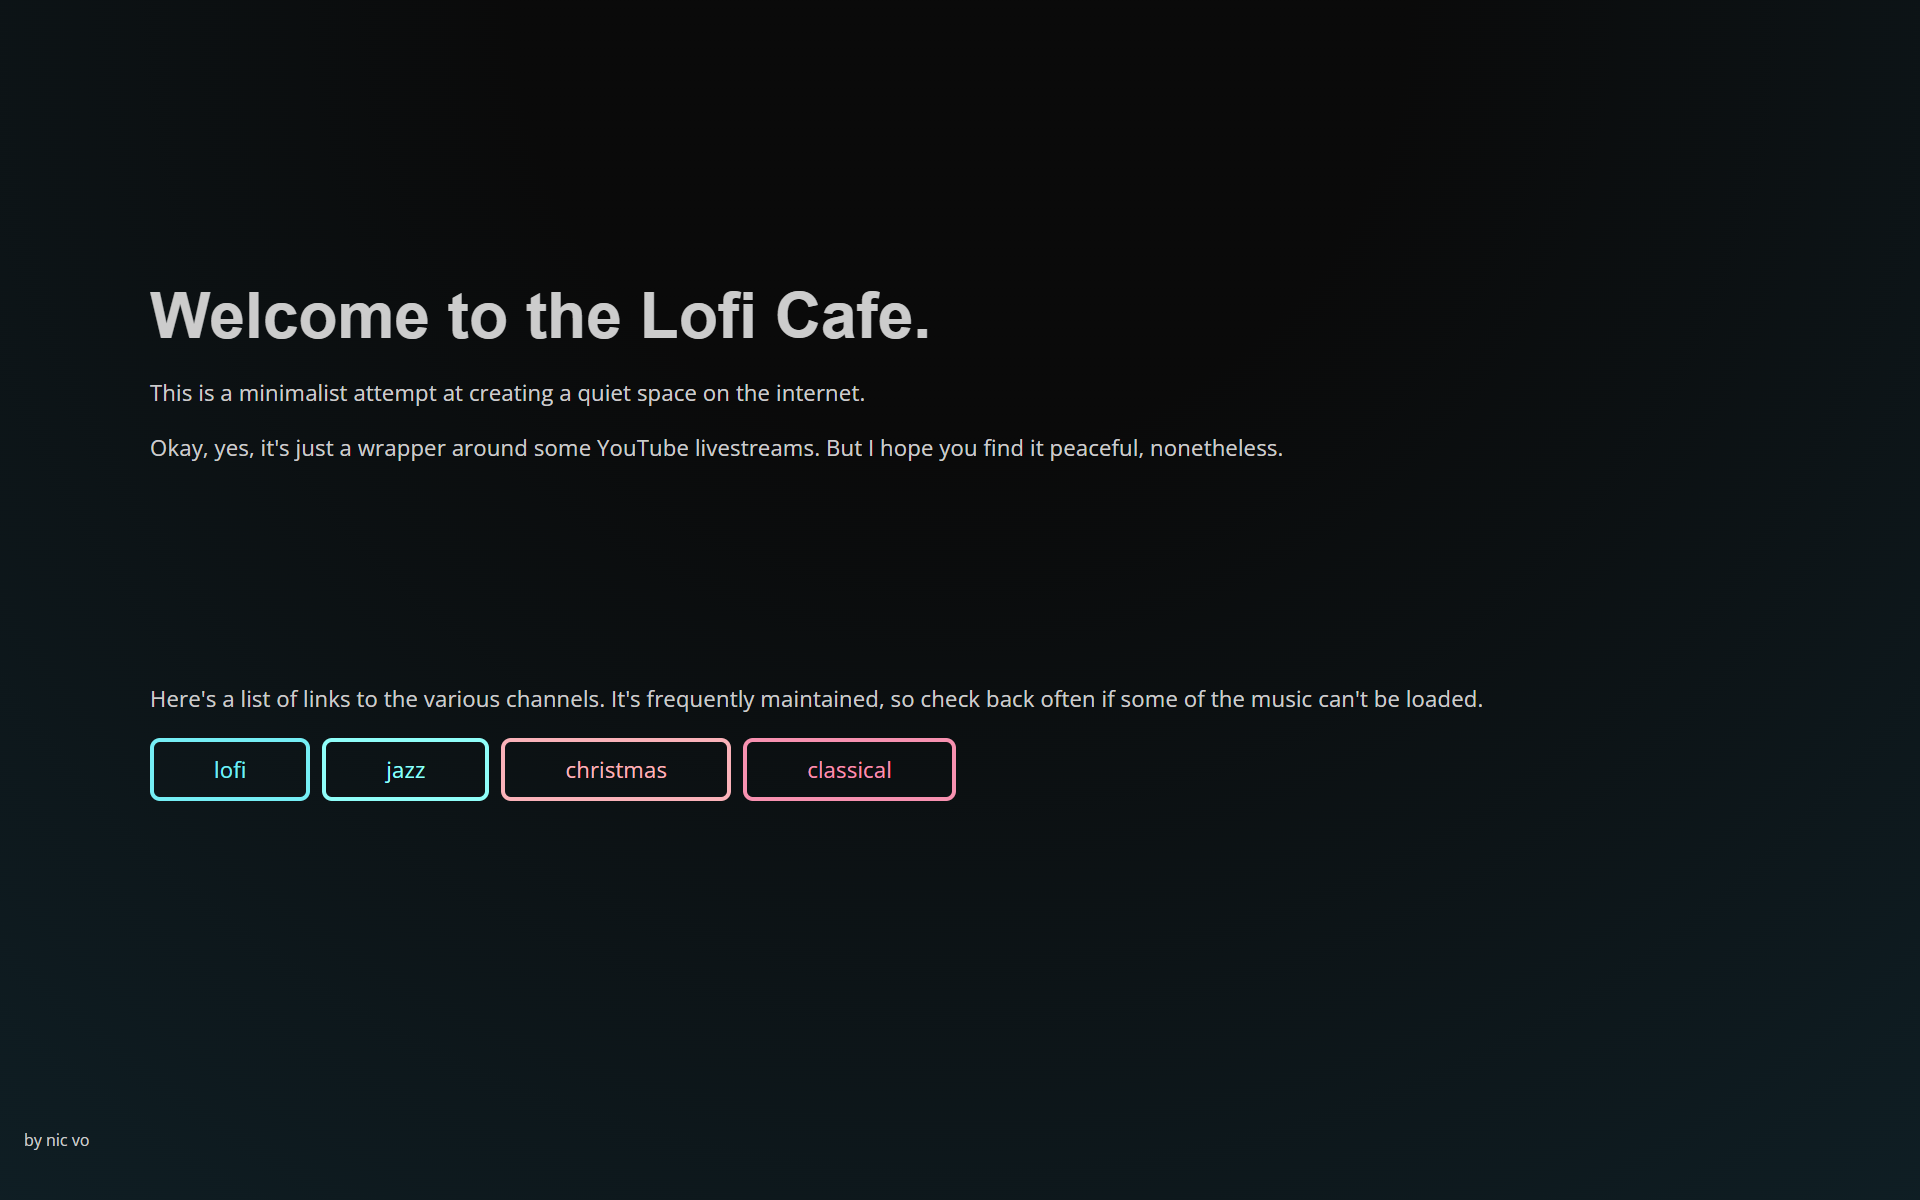 Welcome to the Lofi Cafe.
This is a minimalist attempt at creating a quiet space on the internet.
Okay, yes, it's just a wrapper around some YouTube livestreams. But I hope you find it peaceful, nonetheless.
Here's a list of links to the various channels. It's frequently maintained, so check back often if some of the music can't be loaded.
lofi jazz christmas classical
by nic vo